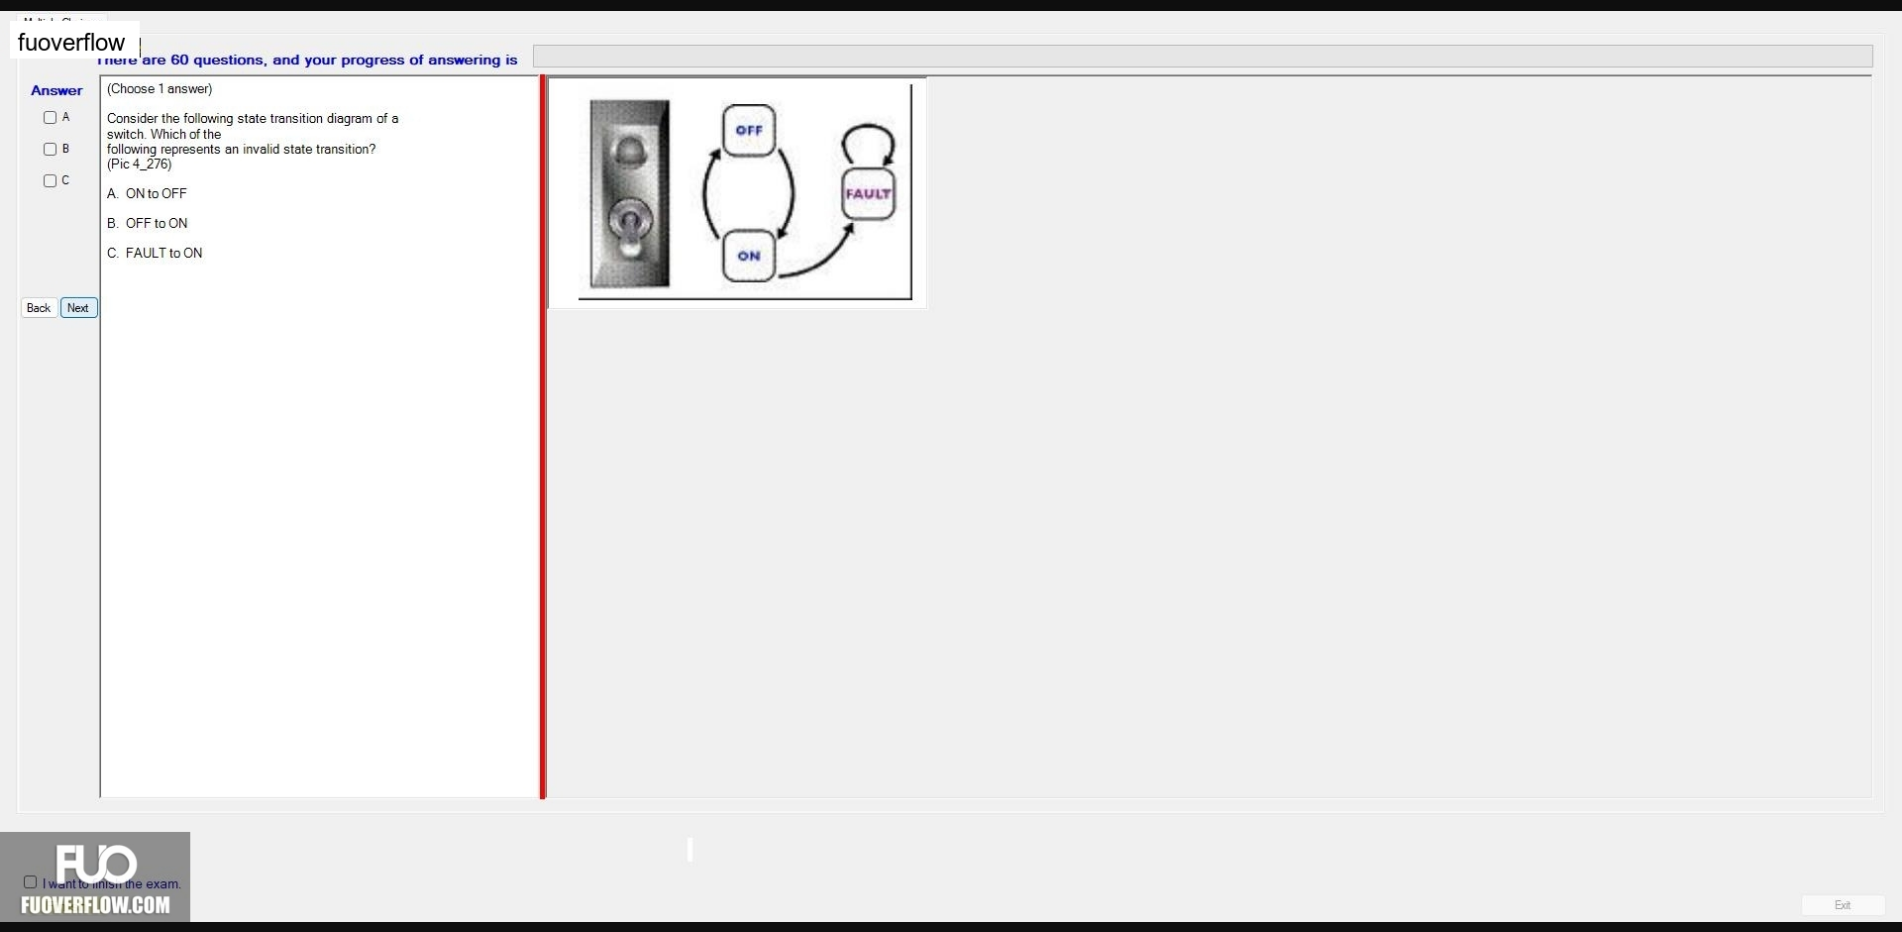 fuoverflow
There are 60 questions, and your progress of answering is
Answer
(Choose 1 answer)
A
B
C
Consider the following state transition diagram of a
switch. Which of the
following represents an invalid state transition?
(Pic 4_276)
A. ON to OFF
B. OFF to ON
C. FAULT to ON
Back
Next
OFF
FAULT
ON
FUO
I want to finish the exam.
FUOVERFLOW.COM
Exit